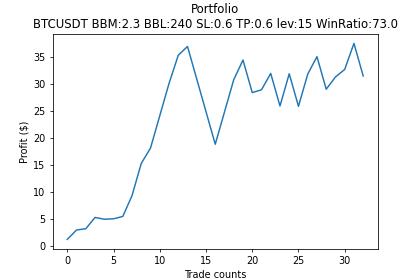 Portfolio
BTCUSDT BBM:2.3 BBL:240 SL:0.6 TP:0.6 lev:15 WinRatio:73.0
35
30
25
20
15
10
5
0
Profit ($)
0 5 10 15 20 25 30
Trade counts